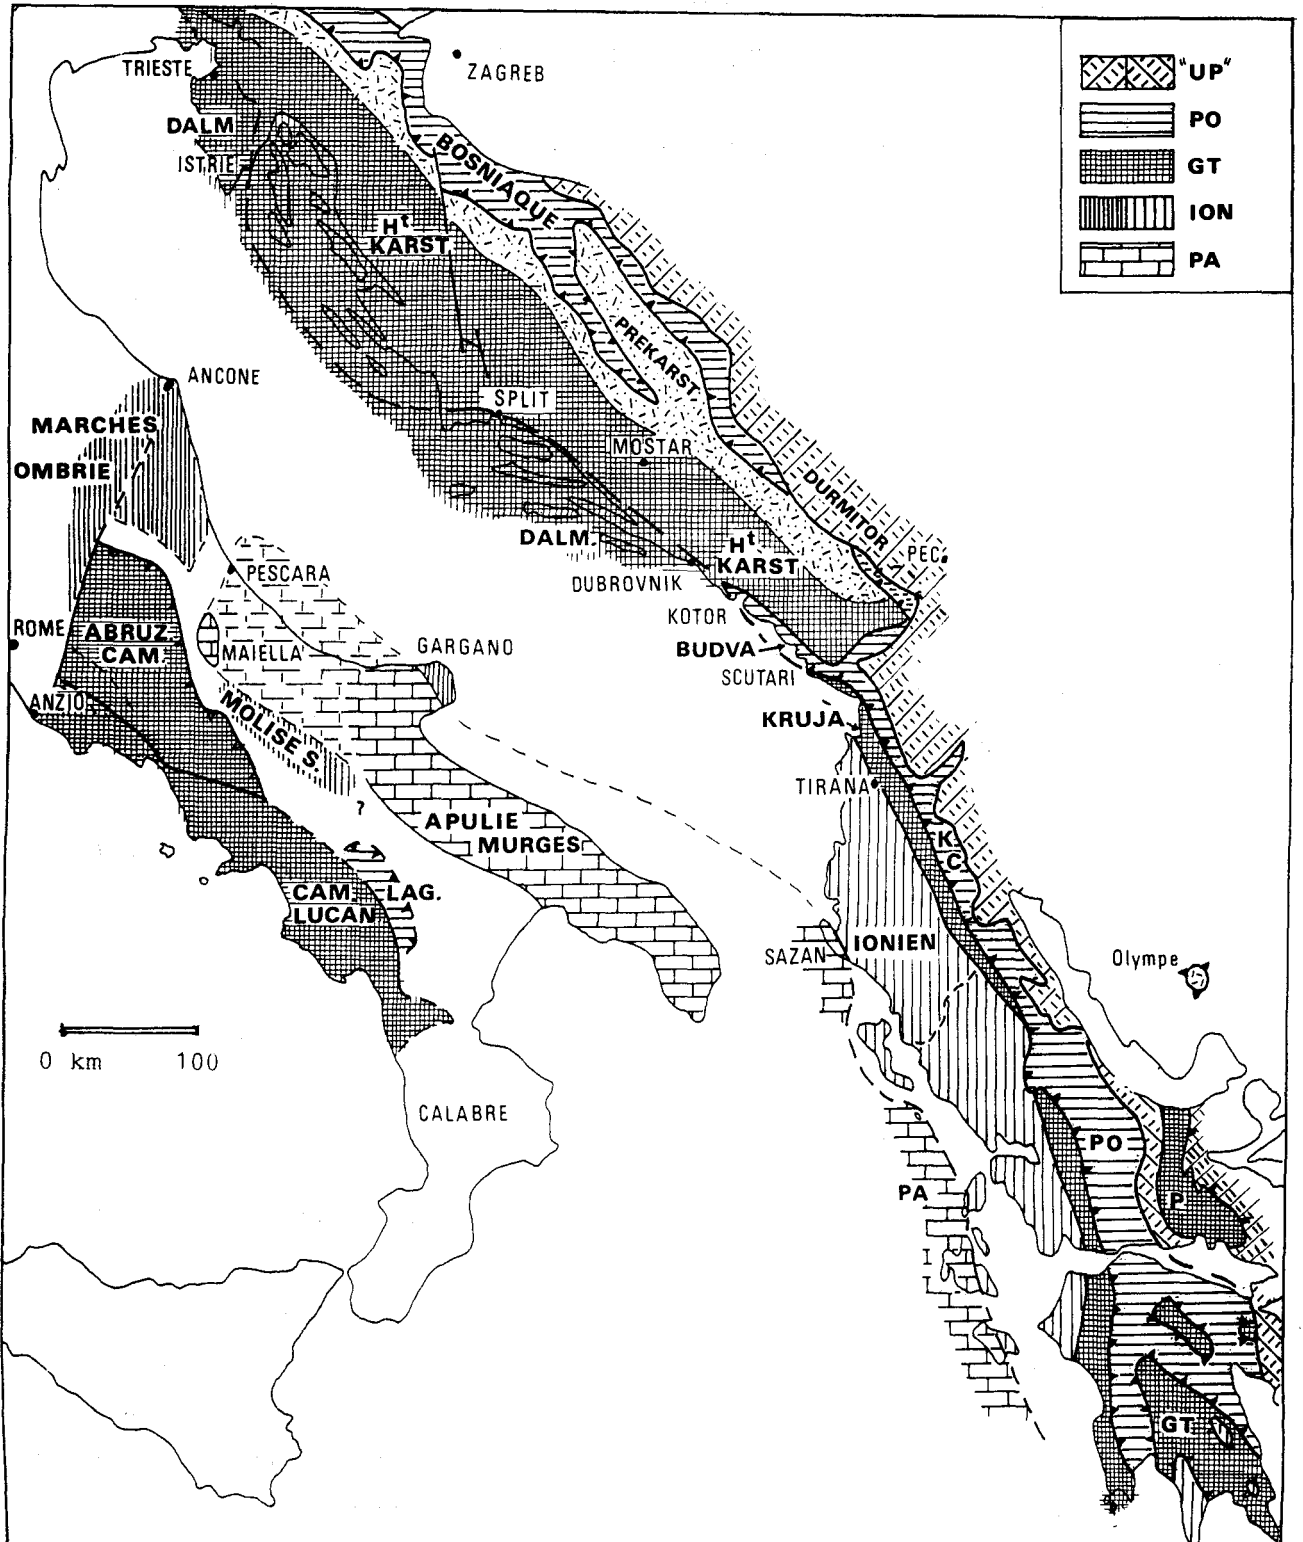 "UP"
PO
GT
ION
PA
TRIESTE
ZAGREB
DALM
ISTRIE
BOSNIAQUE
Ht
KARST
PREKARST
ANCONE
SPLIT
MARCHES
OMBRIE
MOSTAR
DURMITOR
DALM.
Ht
KARST
PEC
PESCARA
DUBROVNIK
KOTOR
ROME
ABRUZ.
CAM.
MAIELLA
GARGANO
BUDVA
SCUTARI
ANZIO
MOLISE S.
KRUJA
TIRANA
?
APULIE
MURGES
K.
C.
CAM.
LUCAN
LAG.
SAZAN
IONIEN
Olympe
0 km 100
CALABRE
PO
PA
P.
GT